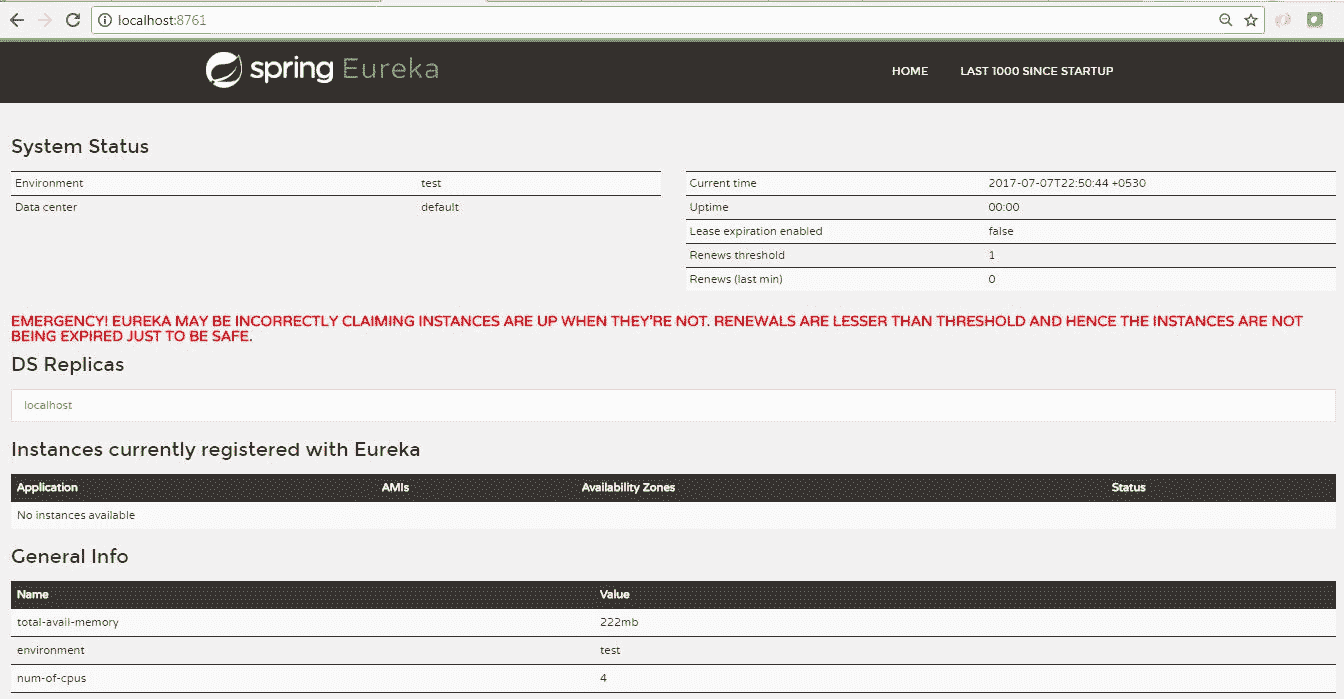 localhost:8761
spring Eureka
HOME LAST 1000 SINCE STARTUP
System Status
Environment test
Data center default
Current time 2017-07-07T22:50:44 +0530
Uptime 00:00
Lease expiration enabled false
Renews threshold 1
Renews (last min) 0
EMERGENCY! EUREKA MAY BE INCORRECTLY CLAIMING INSTANCES ARE UP WHEN THEY'RE NOT. RENEWALS ARE LESSER THAN THRESHOLD AND HENCE THE INSTANCES ARE NOT
BEING EXPIRED JUST TO BE SAFE.
DS Replicas
localhost
Instances currently registered with Eureka
Application AMIs Availability Zones Status
No instances available
General Info
Name Value
total-avail-memory 222mb
environment test
num-of-cpus 4